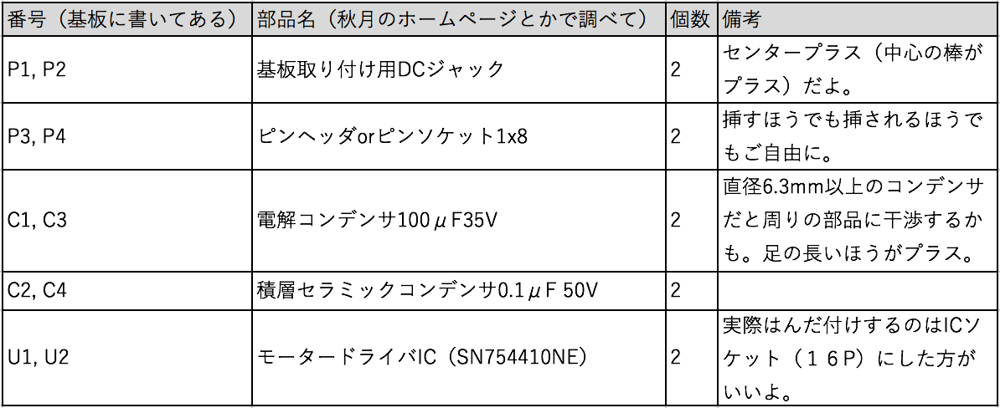 番号（基板に書いてある） 部品名（秋月のホームページとかで調べて） 個数 備考
P1, P2 基板取り付け用DCジャック 2 センタープラス（中心の棒が
プラス）だよ。
P3, P4 ピンヘッダorピンソケット1x8 2 挿すほうでも挿されるほうで
もご自由に。
C1, C3 電解コンデンサ100μF35V 2 直径6.3mm以上のコンデンサ
だと周りの部品に干渉するか
も。足の長いほうがプラス。
C2, C4 積層セラミックコンデンサ0.1μF 50V 2
U1, U2 モータードライバIC（SN754410NE） 2 実際はんだ付けするのはICソ
ケット（１６P）にした方が
いいよ。